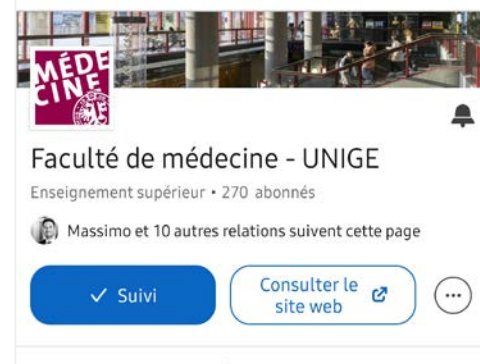 MÉDE
CINE
Faculté de médecine - UNIGE
Enseignement supérieur • 270 abonnés
Massimo et 10 autres relations suivent cette page
✓ Suivi
Consulter le
site web